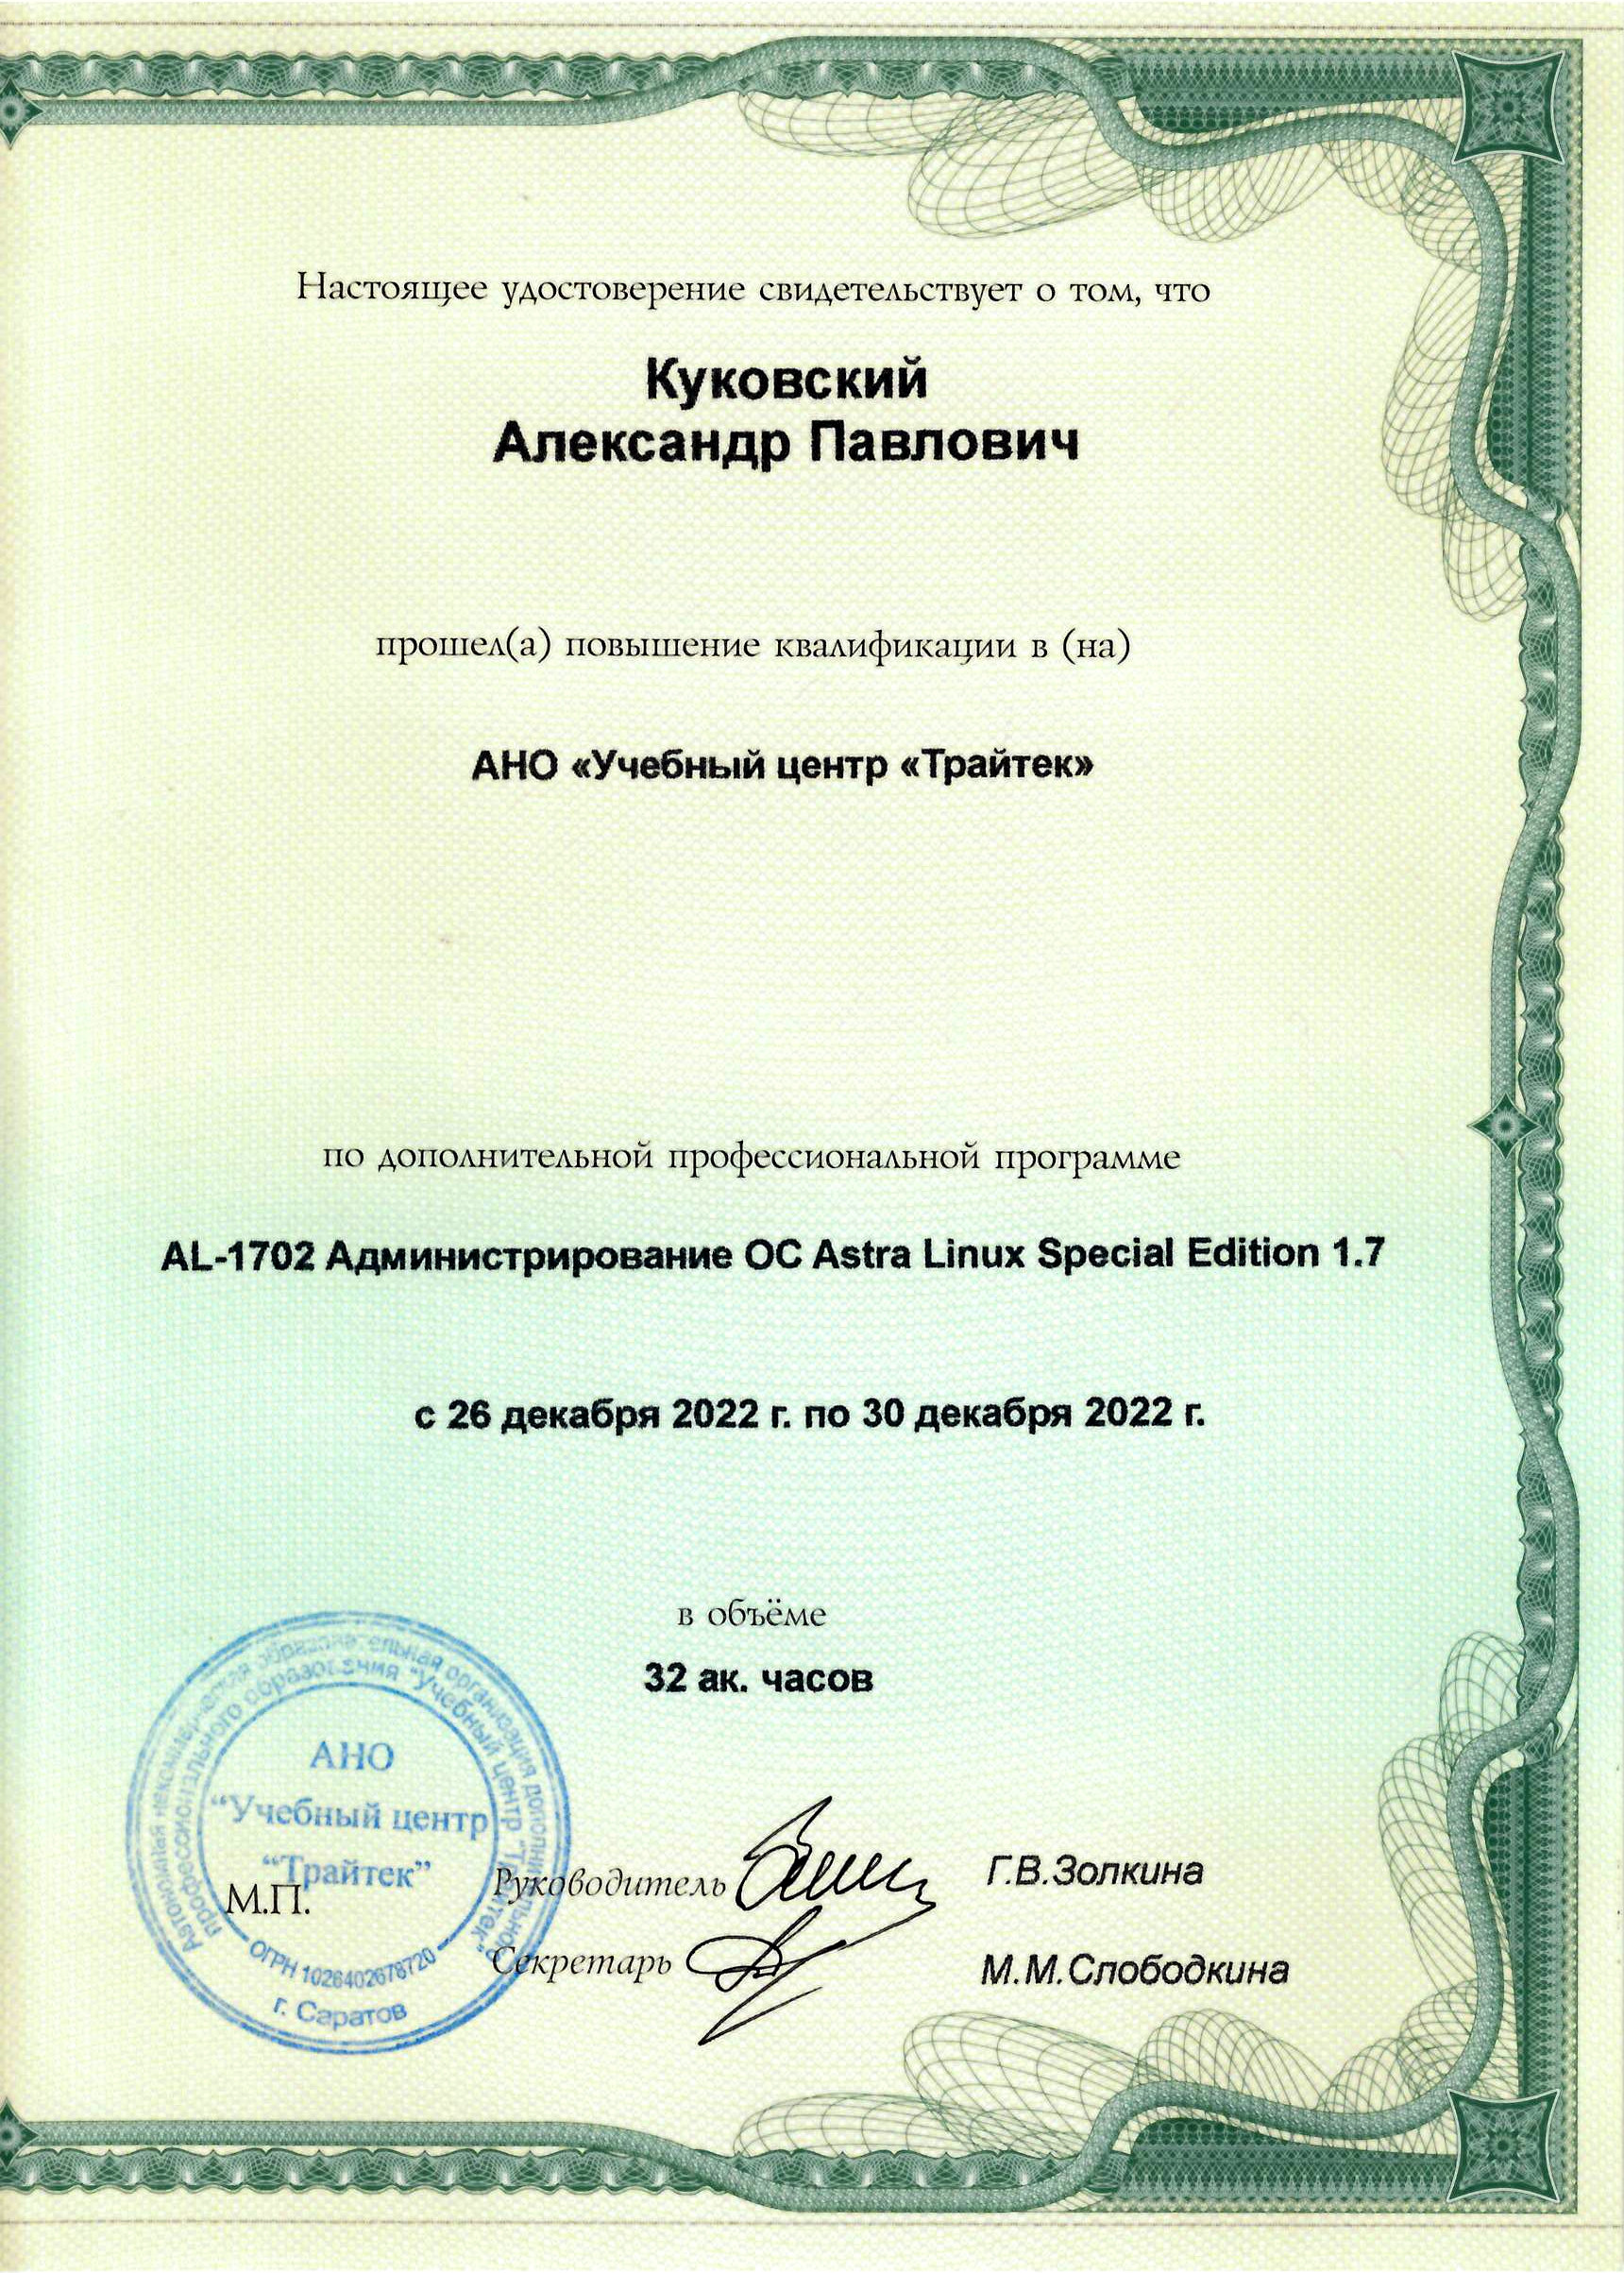 Настоящее удостоверение свидетельствует о том, что
Куковский
Александр Павлович
прошел(а) повышение квалификации в (на)
АНО «Учебный центр «Трайтек»
по дополнительной профессиональной программе
AL-1702 Администрирование ОС Astra Linux Special Edition 1.7
с 26 декабря 2022 г. по 30 декабря 2022 г.
в объёме
32 ак. часов
Автономная некоммерческая образовательная организация дополнительного
профессионального образования "Учебный центр "Трайтек"
АНО
"Учебный центр
"Трайтек"
М.П.
ОГРН 1026402678720
г. Саратов
Руководитель Г.В.Золкина
Секретарь М.М.Слободкина